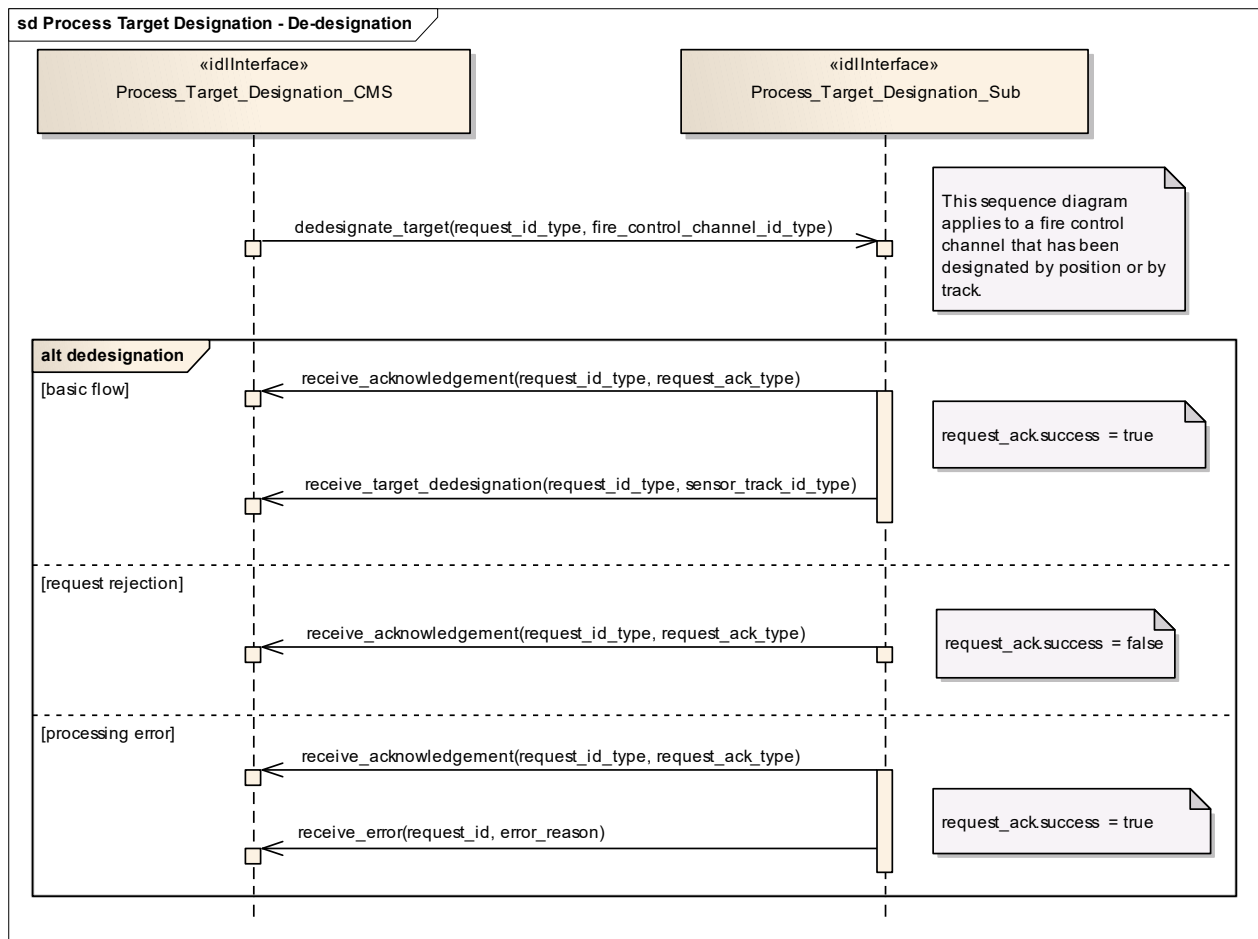 sd Process Target Designation - De-designation
«idlInterface»
Process_Target_Designation_CMS
«idlInterface»
Process_Target_Designation_Sub
This sequence diagram
applies to a fire control
channel that has been
designated by position or by
track.
dedesignate_target(request_id_type, fire_control_channel_id_type)
alt dedesignation
[basic flow]
receive_acknowledgement(request_id_type, request_ack_type)
request_ack.success = true
receive_target_dedesignation(request_id_type, sensor_track_id_type)
[request rejection]
receive_acknowledgement(request_id_type, request_ack_type)
request_ack.success = false
[processing error]
receive_acknowledgement(request_id_type, request_ack_type)
request_ack.success = true
receive_error(request_id, error_reason)